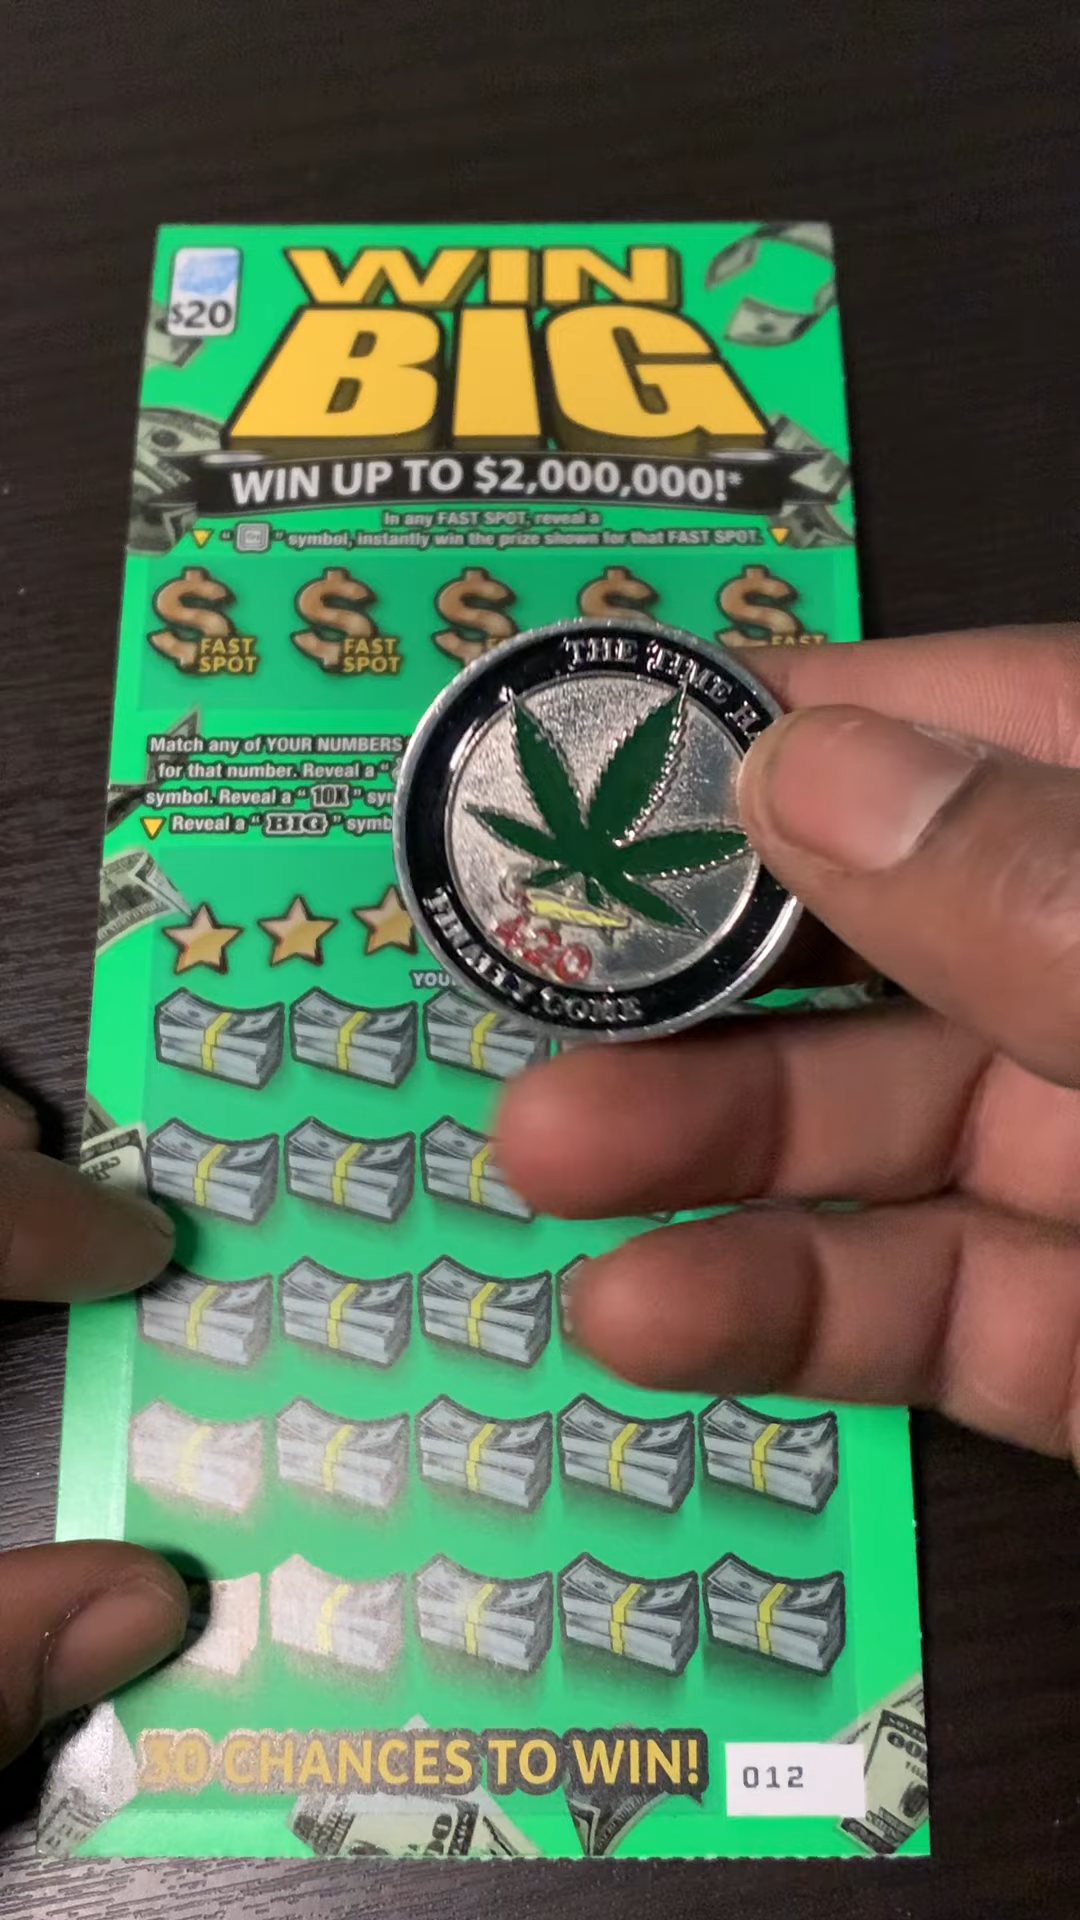 $20
WIN
BIG
WIN UP TO $2,000,000!*
In any FAST SPOT, reveal a
" " symbol, instantly win the prize shown for that FAST SPOT.
FAST SPOT
FAST SPOT
FAST
THE TIME HA
FINALLY COME
420
Match any of YOUR NUMBERS
for that number. Reveal a "
symbol. Reveal a " 10X " sy
Reveal a " BIG " symb
YOU
30 CHANCES TO WIN!
012